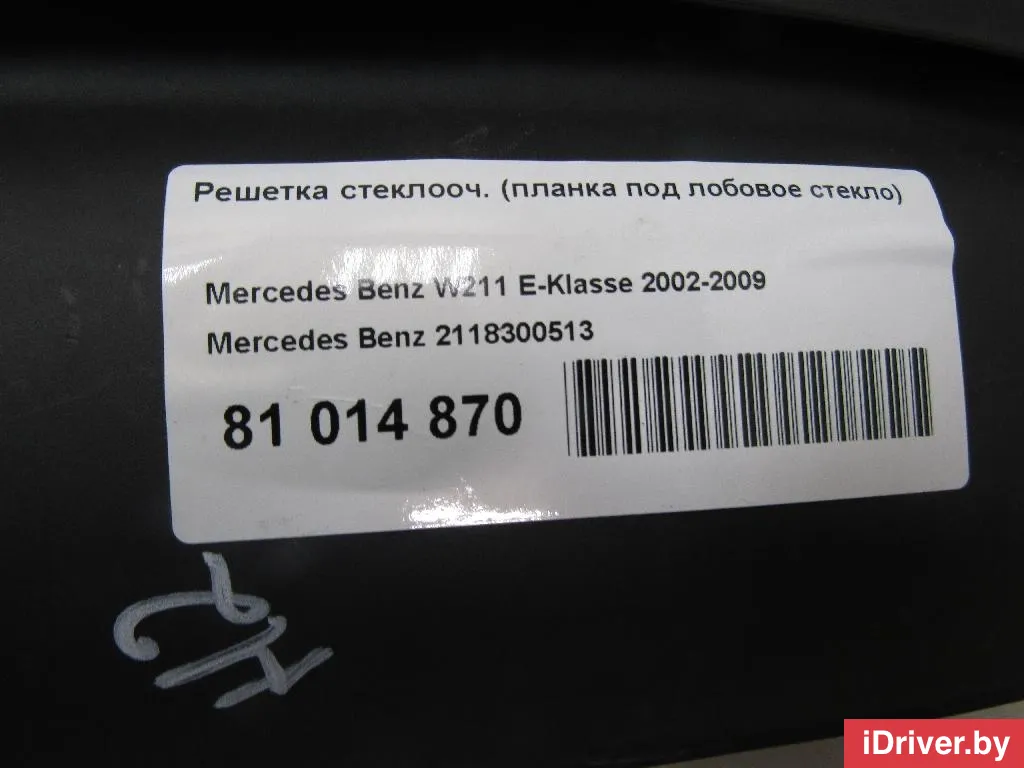 Решетка стеклооч. (планка под лобовое стекло)
Mercedes Benz W211 E-Klasse 2002-2009
Mercedes Benz 2118300513
81 014 870
iDriver.by